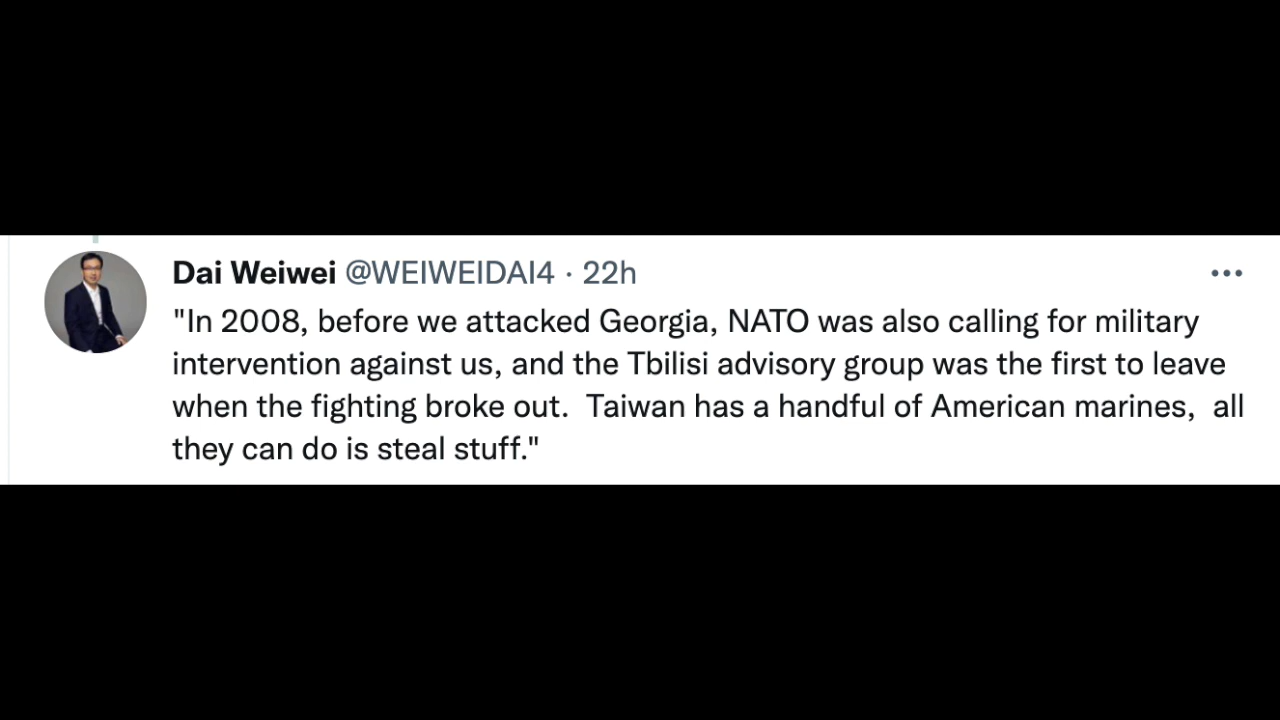 Dai Weiwei @WEIWEIDAI4 · 22h
"In 2008, before we attacked Georgia, NATO was also calling for military
intervention against us, and the Tbilisi advisory group was the first to leave
when the fighting broke out.  Taiwan has a handful of American marines,  all
they can do is steal stuff."